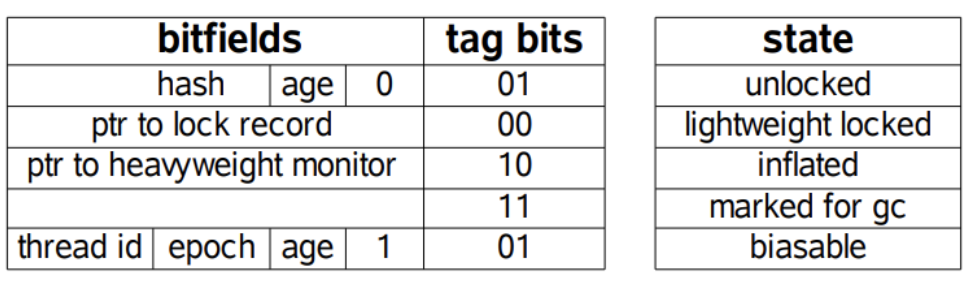 bitfields tag bits state
hash age 0 01 unlocked
ptr to lock record 00 lightweight locked
ptr to heavyweight monitor 10 inflated
11 marked for gc
thread id epoch age 1 01 biasable